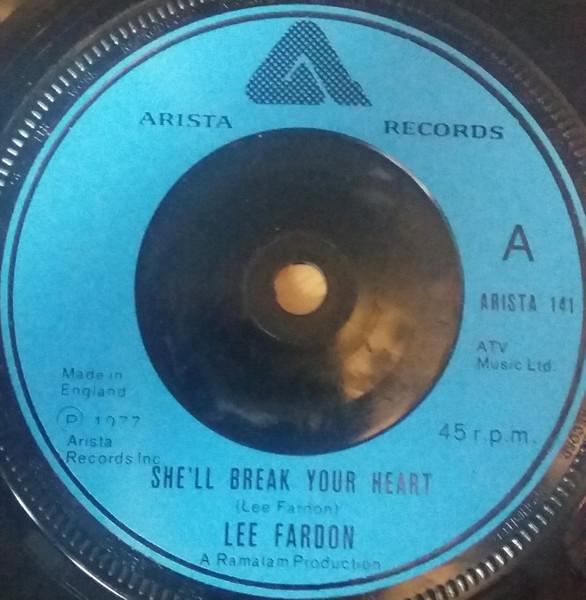 ARISTA RECORDS
A
ARISTA 141
ATV
Music Ltd.
Made in
England
Ⓟ 1977
Arista
Records Inc
45 r.p.m.
SHE'LL BREAK YOUR HEART
(Lee Fardon)
LEE FARDON
A Ramalam Production